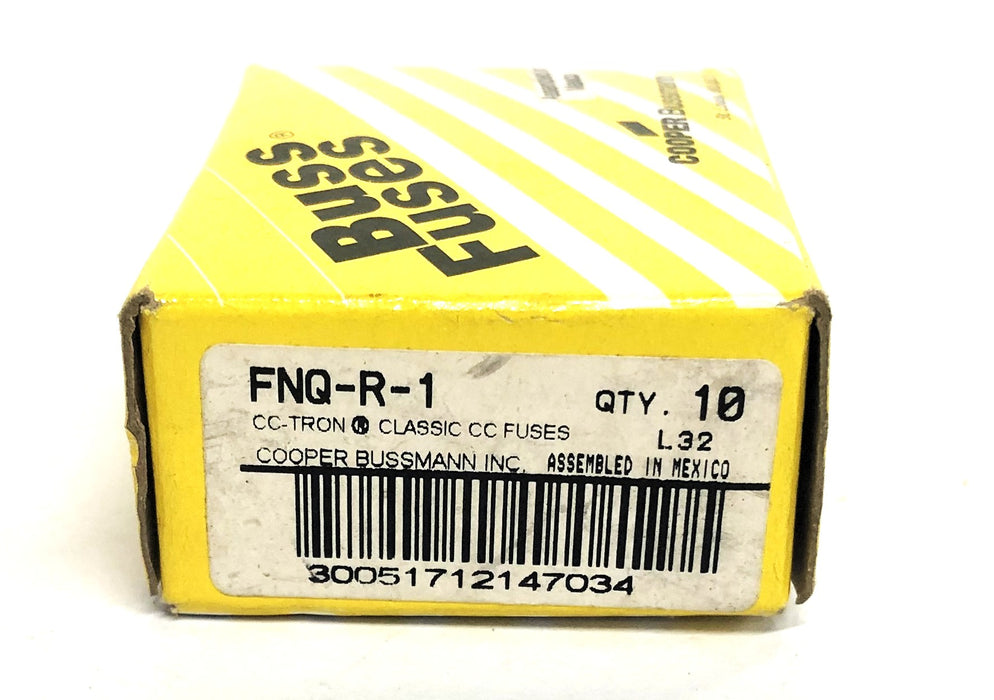 Buss®
Fuses
COOPER Bussmann
FNQ-R-1 QTY. 10
CC-TRON ® CLASSIC CC FUSES L32
COOPER BUSSMANN INC. ASSEMBLED IN MEXICO
30051712147034